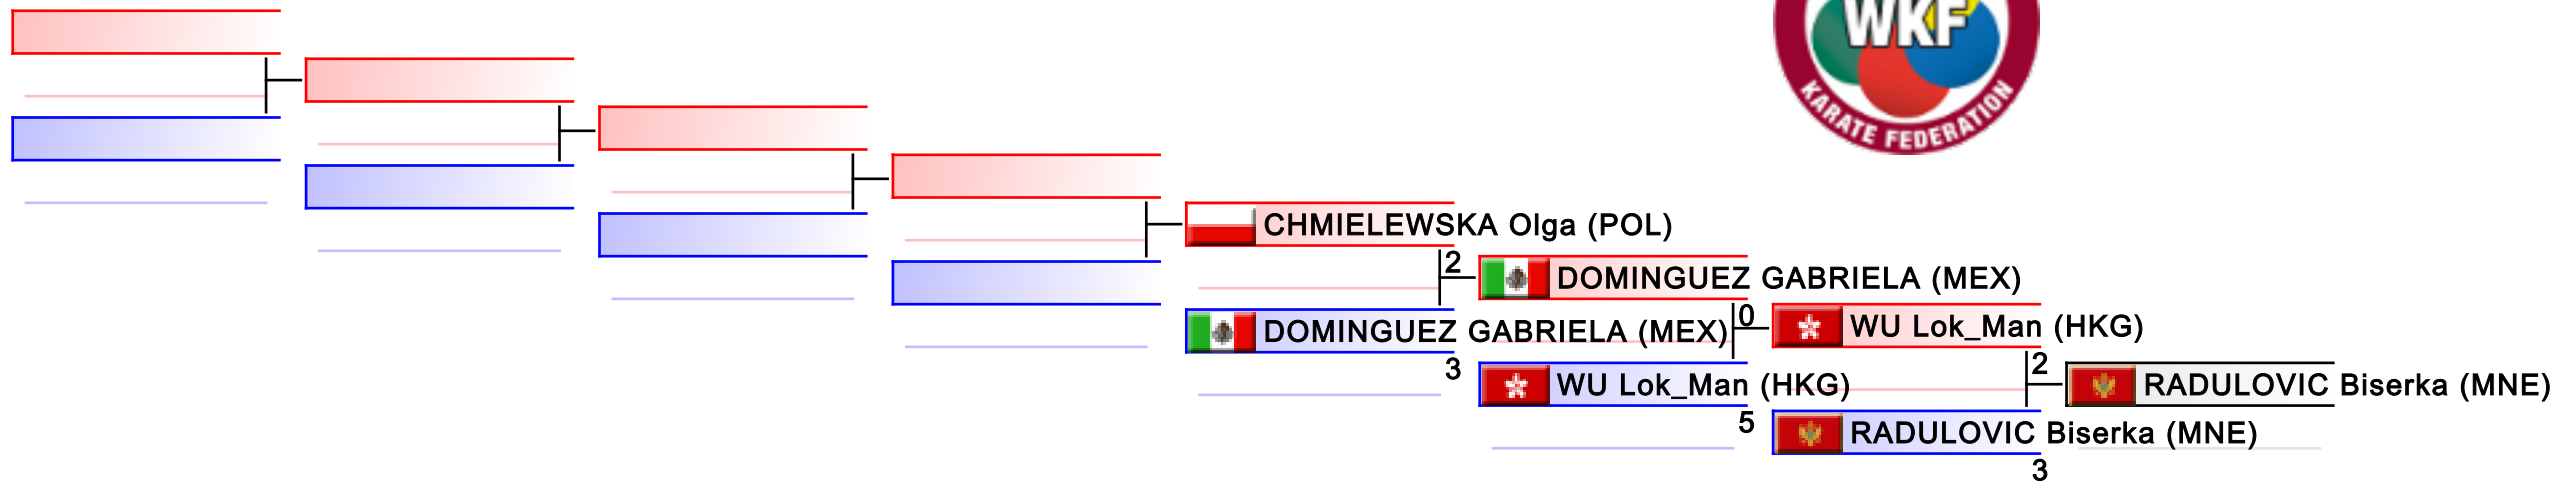 WKF
KARATE FEDERATION
CHMIELEWSKA Olga (POL)
2
DOMINGUEZ GABRIELA (MEX)
DOMINGUEZ GABRIELA (MEX)
3
0
WU Lok_Man (HKG)
WU Lok_Man (HKG)
5
2
RADULOVIC Biserka (MNE)
RADULOVIC Biserka (MNE)
3